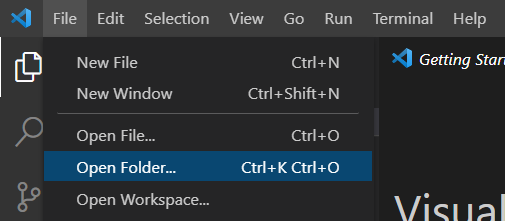 File Edit Selection View Go Run Terminal Help
New File Ctrl+N
New Window Ctrl+Shift+N
Open File... Ctrl+O
Open Folder... Ctrl+K Ctrl+O
Open Workspace...
Getting
Visual